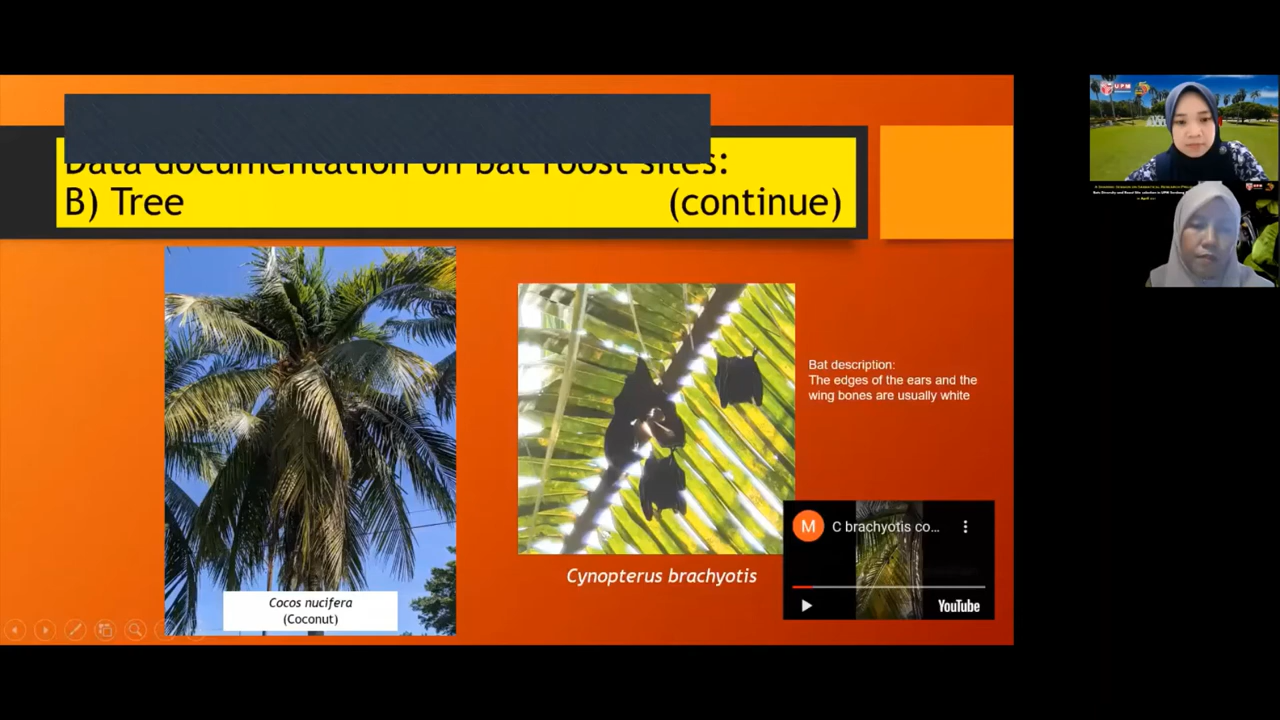 Data documentation on bat roost sites:
B) Tree (continue)
Cocos nucifera
(Coconut)
Cynopterus brachyotis
Bat description:
The edges of the ears and the
wing bones are usually white
M C brachyotis co...
YouTube
UPM